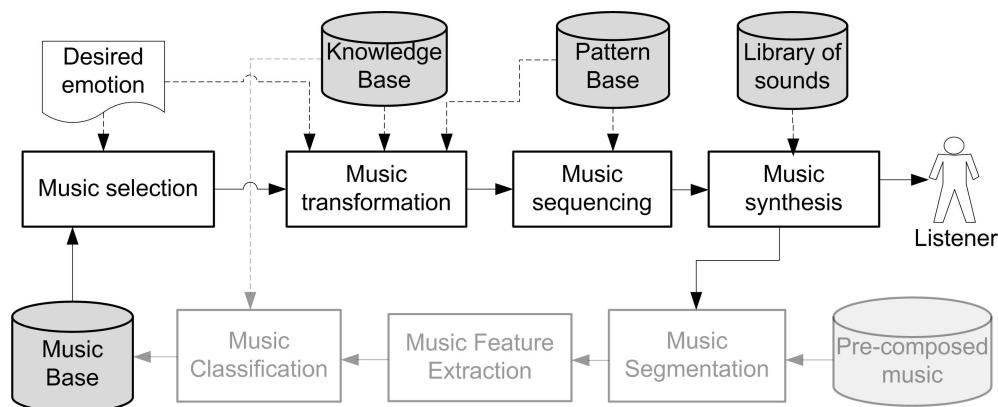 Desired
emotion
Knowledge
Base
Pattern
Base
Library of
sounds
Music selection
Music
transformation
Music
sequencing
Music
synthesis
Listener
Music
Base
Music
Classification
Music Feature
Extraction
Music
Segmentation
Pre-composed
music